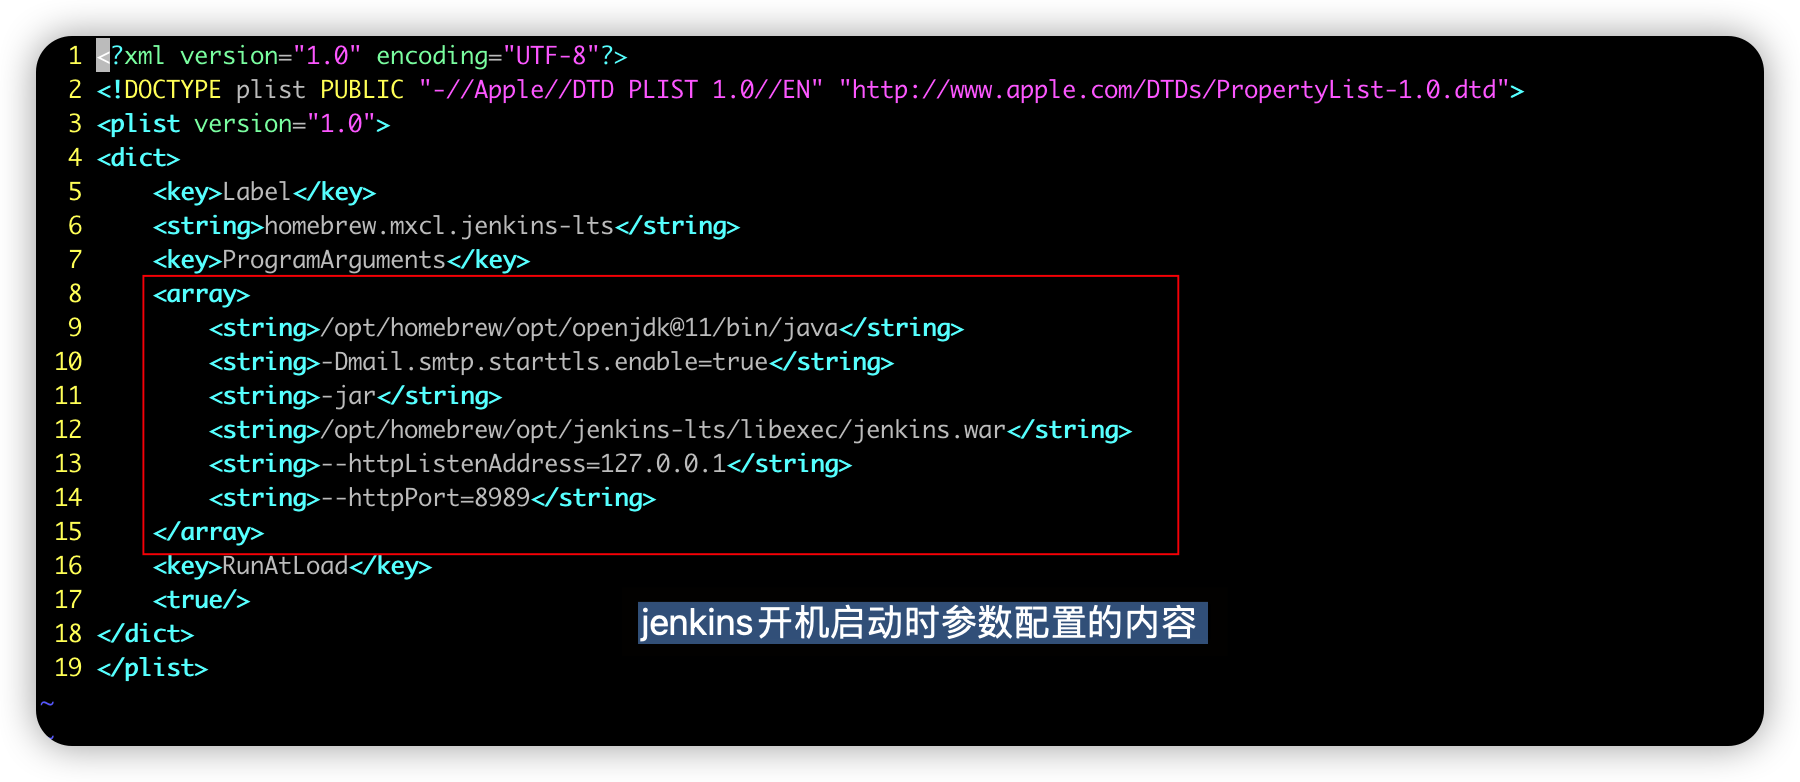 1 <?xml version="1.0" encoding="UTF-8"?>
2 <!DOCTYPE plist PUBLIC "-//Apple//DTD PLIST 1.0//EN" "http://www.apple.com/DTDs/PropertyList-1.0.dtd">
3 <plist version="1.0">
4 <dict>
5     <key>Label</key>
6     <string>homebrew.mxcl.jenkins-lts</string>
7     <key>ProgramArguments</key>
8     <array>
9         <string>/opt/homebrew/opt/openjdk@11/bin/java</string>
10         <string>-Dmail.smtp.starttls.enable=true</string>
11         <string>-jar</string>
12         <string>/opt/homebrew/opt/jenkins-lts/libexec/jenkins.war</string>
13         <string>--httpListenAddress=127.0.0.1</string>
14         <string>--httpPort=8989</string>
15     </array>
16     <key>RunAtLoad</key>
17     <true/>
jenkins开机启动时参数配置的内容
18 </dict>
19 </plist>
~